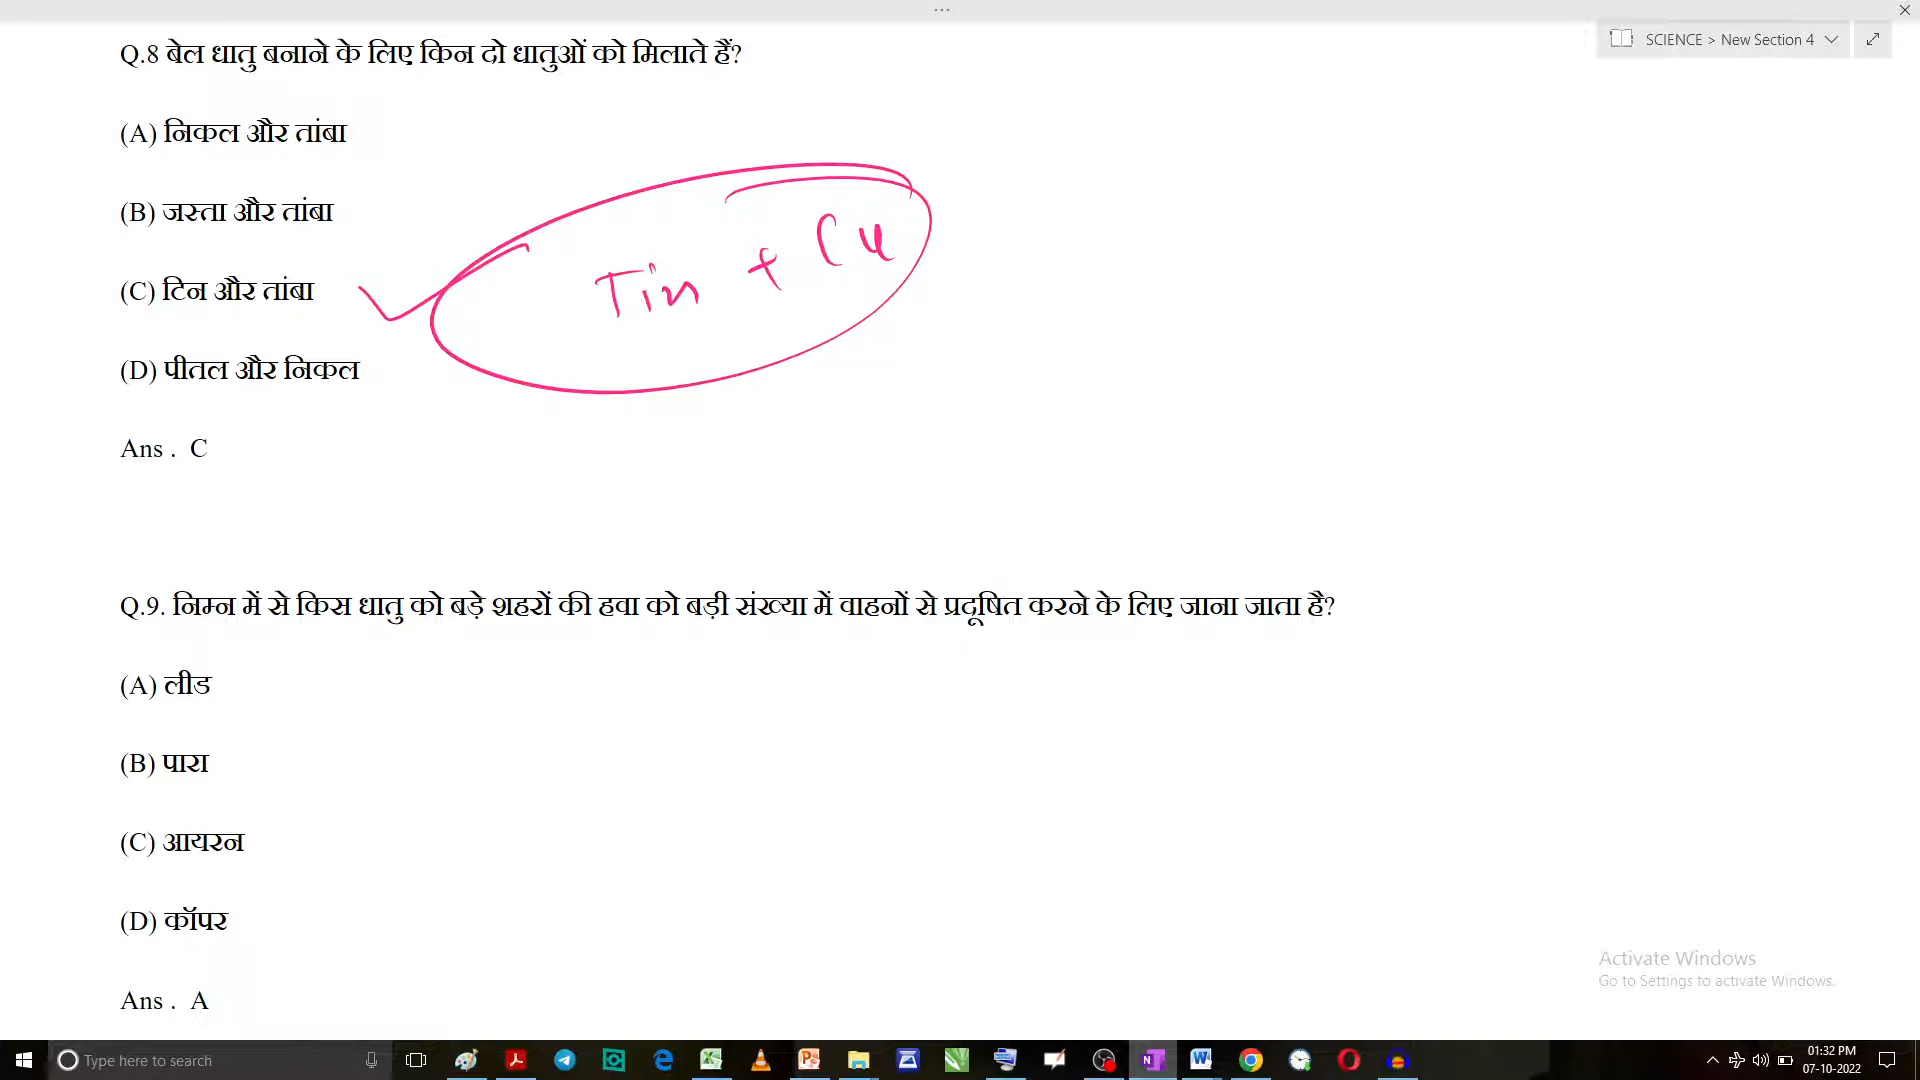 SCIENCE > New Section 4
Q.8 बेल धातु बनाने के लिए किन दो धातुओं को मिलाते हैं?
(A) निकल और तांबा
(B) जस्ता और तांबा
(C) टिन और तांबा
Tin + Cu
(D) पीतल और निकल
Ans . C
Q.9. निम्न में से किस धातु को बड़े शहरों की हवा को बड़ी संख्या में वाहनों से प्रदूषित करने के लिए जाना जाता है?
(A) लीड
(B) पारा
(C) आयरन
(D) कॉपर
Activate Windows
Go to Settings to activate Windows.
Ans . A
Type here to search
01:32 PM
07-10-2022